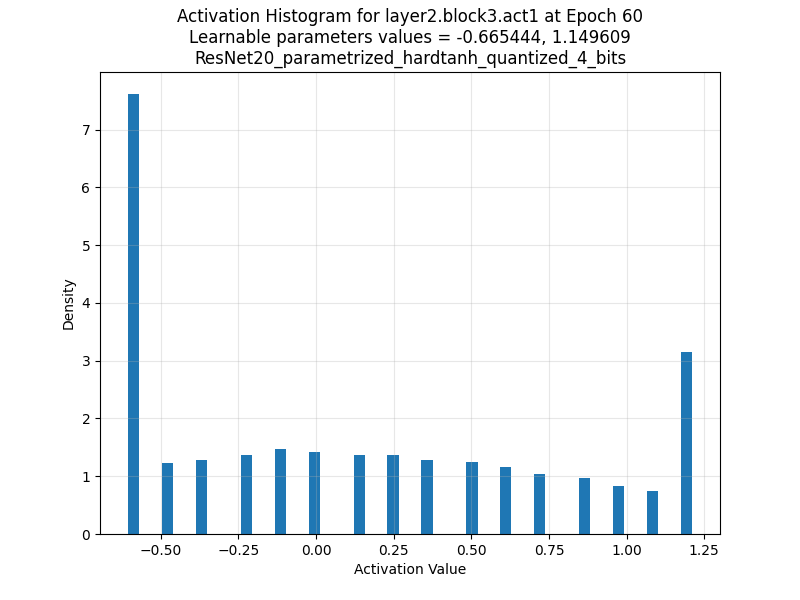 Activation Histogram for layer2.block3.act1 at Epoch 60
Learnable parameters values = -0.665444, 1.149609
ResNet20_parametrized_hardtanh_quantized_4_bits
7
6
5
4
3
2
1
0
Density
−0.50 −0.25 0.00 0.25 0.50 0.75 1.00 1.25
Activation Value